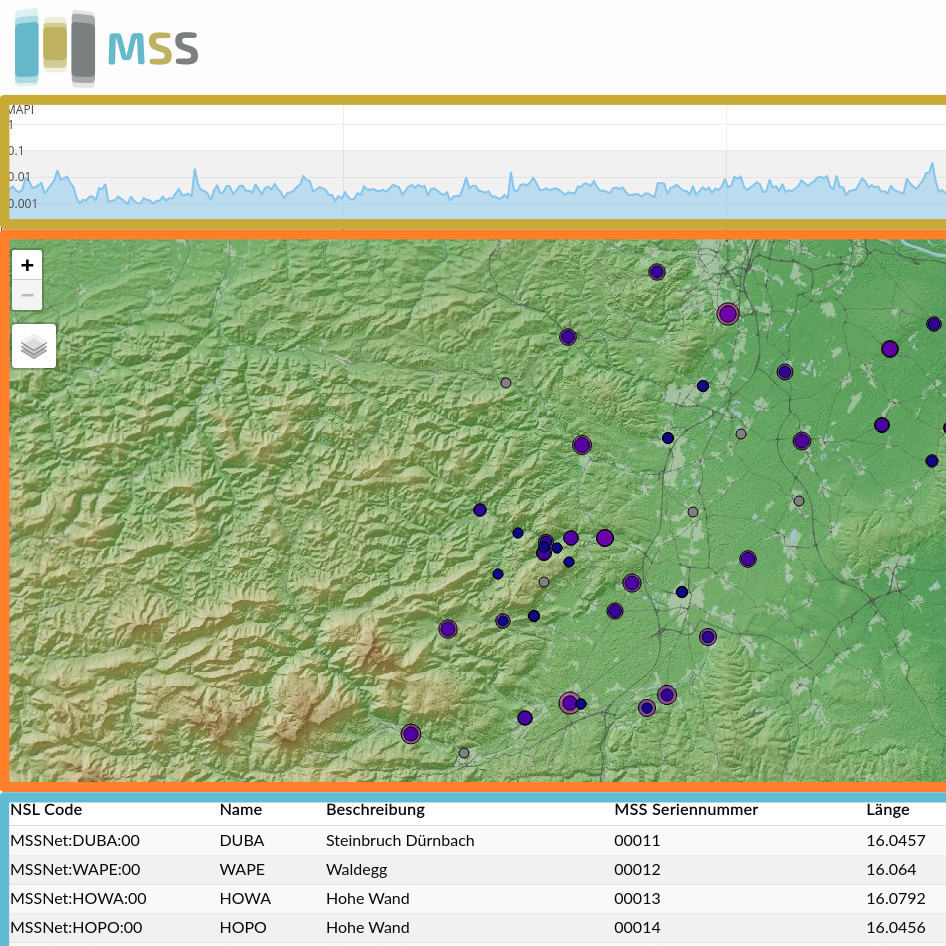 MSS
MAPI
1
0.1
0.01
0.001
+
−
NSL Code Name Beschreibung MSS Seriennummer Länge
MSSNet:DUBA:00 DUBA Steinbruch Dürnbach 00011 16.0457
MSSNet:WAPE:00 WAPE Waldegg 00012 16.064
MSSNet:HOWA:00 HOWA Hohe Wand 00013 16.0792
MSSNet:HOPO:00 HOPO Hohe Wand 00014 16.0456